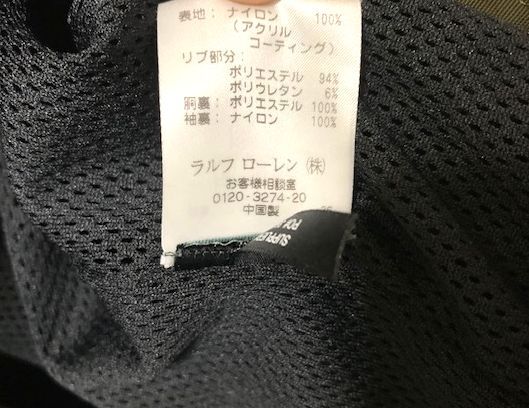 表地: ナイロン 100%
(アクリル
コーティング)
リブ部分:
ポリエステル 94%
ポリウレタン 6%
胴裏: ポリエステル 100%
袖裏: ナイロン 100%
ラルフ ローレン (株)
お客様相談室
0120-3274-20
中国製